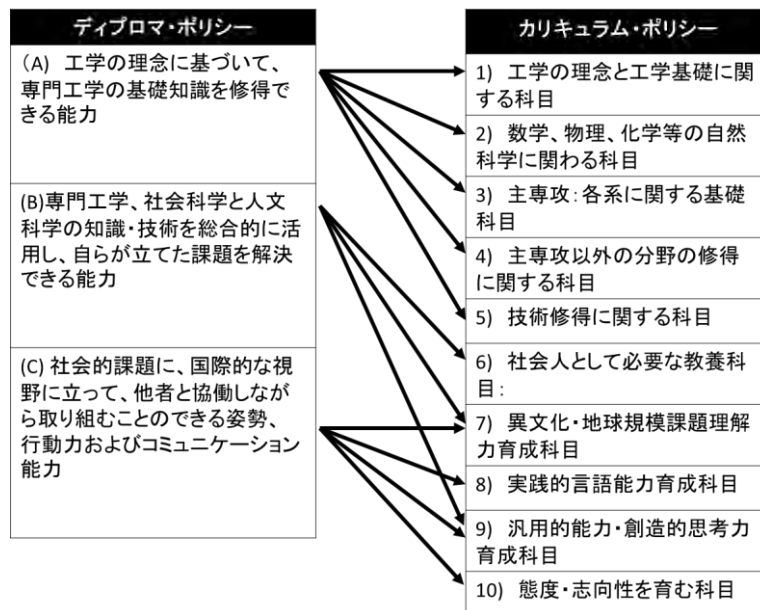 ディプロマ・ポリシー
(A) 工学の理念に基づいて、
専門工学の基礎知識を修得で
きる能力
(B)専門工学、社会科学と人文
科学の知識・技術を総合的に活
用し、自らが立てた課題を解決
できる能力
(C) 社会的課題に、国際的な視
野に立って、他者と協働しなが
ら取り組むことのできる姿勢、
行動力およびコミュニケーション
能力
カリキュラム・ポリシー
1) 工学の理念と工学基礎に関
する科目
2) 数学、物理、化学等の自然
科学に関わる科目
3) 主専攻:各系に関する基礎
科目
4) 主専攻以外の分野の修得
に関する科目
5) 技術修得に関する科目
6) 社会人として必要な教養科
目:
7) 異文化・地球規模課題理解
力育成科目
8) 実践的言語能力育成科目
9) 汎用的能力・創造的思考力
育成科目
10) 態度・志向性を育む科目